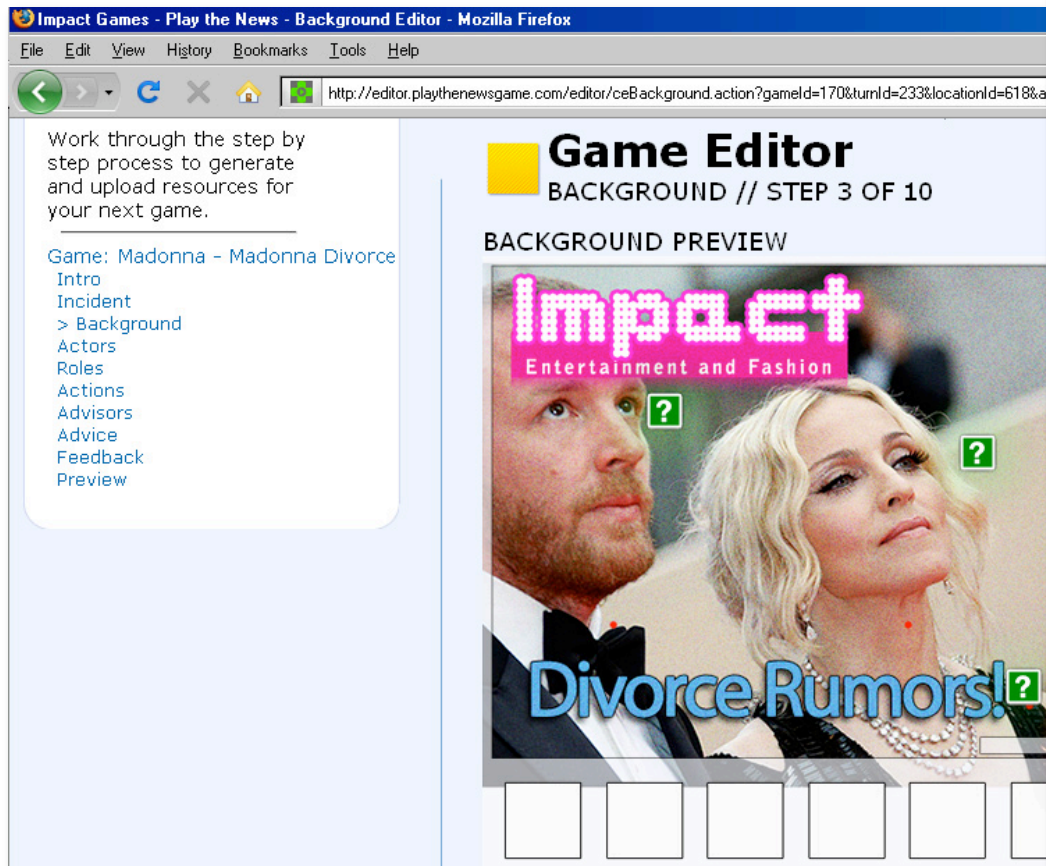 Impact Games - Play the News - Background Editor - Mozilla Firefox
File Edit View History Bookmarks Tools Help
http://editor.playthenewsgame.com/editor/ceBackground.action?gameId=170&turnId=233&locationId=618&a
Work through the step by
step process to generate
and upload resources for
your next game.
Game: Madonna - Madonna Divorce
Intro
Incident
> Background
Actors
Roles
Actions
Advisors
Advice
Feedback
Preview
Game Editor
BACKGROUND // STEP 3 OF 10
BACKGROUND PREVIEW
Impact
Entertainment and Fashion
?
?
Divorce Rumors!
?